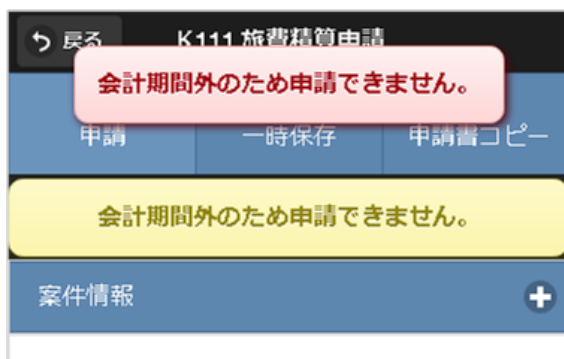 戻る
K111 旅費精算申請
会計期間外のため申請できません。
申請
一時保存
申請書コピー
会計期間外のため申請できません。
案件情報